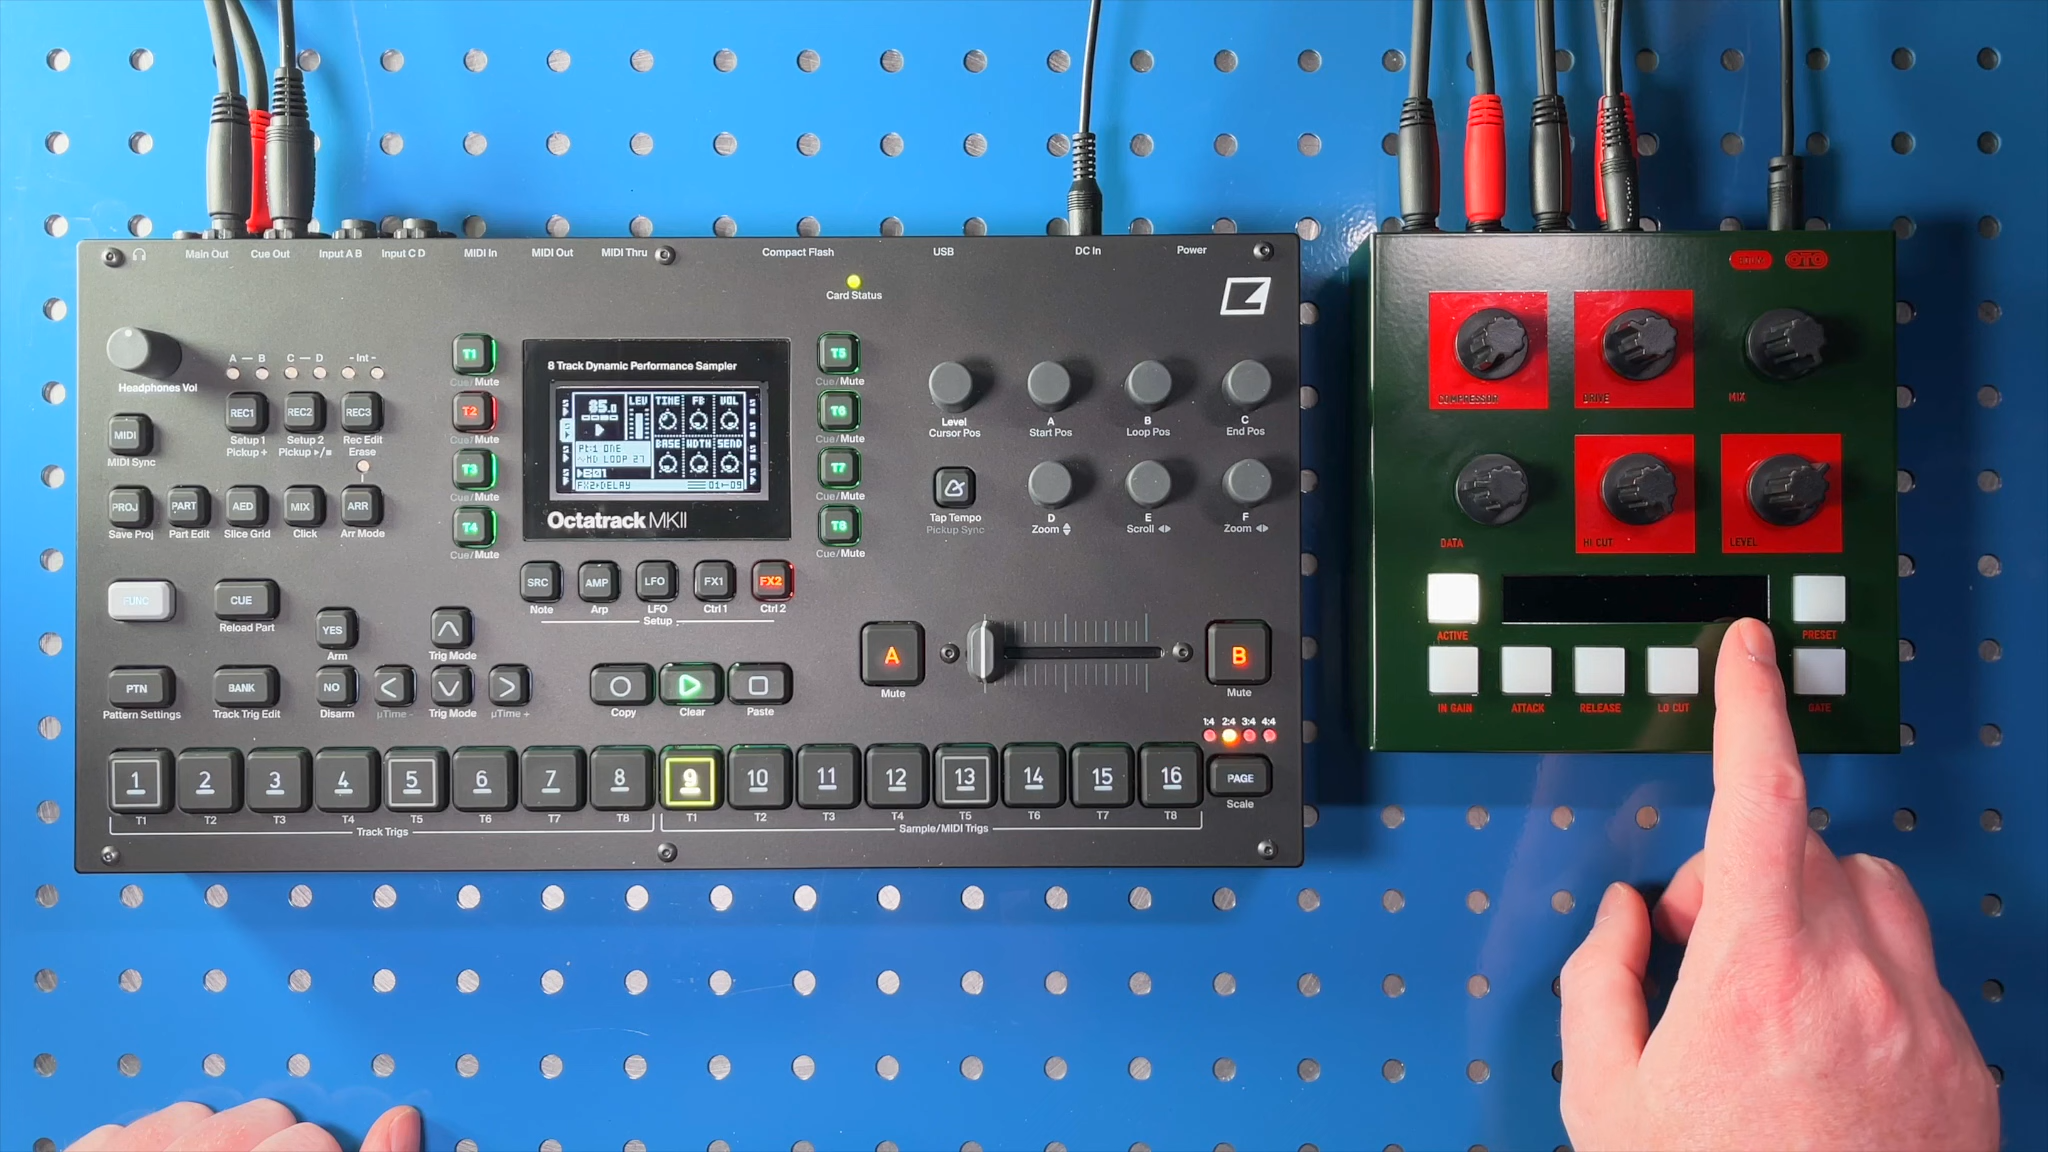 Main Out Cue Out Input A B Input C D MIDI In MIDI Out MIDI Thru Compact Flash USB DC In Power
Card Status
Headphones Vol
A B C D - Int -
REC1 REC2 REC3
Setup 1 Setup 2 Rec Edit
Pickup + Pickup Erase
MIDI
MIDI Sync
PROJ PART AED MIX ARR
Save Proj Part Edit Slice Grid Click Arr Mode
FUNC CUE
Reload Part
YES
Arm
Trig Mode
PTN BANK NO
Pattern Settings Track Trig Edit Disarm µTime - Trig Mode µTime +
T1
Cue/Mute
T2
Cue/Mute
T3
Cue/Mute
T4
Cue/Mute
8 Track Dynamic Performance Sampler
85.0 LEV TIME FB VOL
BASE WDTH SEND
Pt:1 ONE
~MD LOOP 27
B01
FX2>DELAY
Octatrack MKII
T5
Cue/Mute
T6
Cue/Mute
T7
Cue/Mute
T8
Cue/Mute
SRC AMP LFO FX1 FX2
Note Arp LFO Ctrl 1 Ctrl 2
Setup
Copy Clear Paste
Level A B C
Cursor Pos Start Pos Loop Pos End Pos
Tap Tempo D E F
Pickup Sync Zoom Scroll Zoom
A B
Mute Mute
1:4 2:4 3:4 4:4
1 2 3 4 5 6 7 8 9 10 11 12 13 14 15 16 PAGE
Scale
T1 T2 T3 T4 T5 T6 T7 T8 T1 T2 T3 T4 T5 T6 T7 T8
Track Trigs Sample/MIDI Trigs
COMPRESSOR DRIVE MIX
DATA HI CUT LEVEL
ACTIVE PRESET
IN GAIN ATTACK RELEASE LO CUT GATE